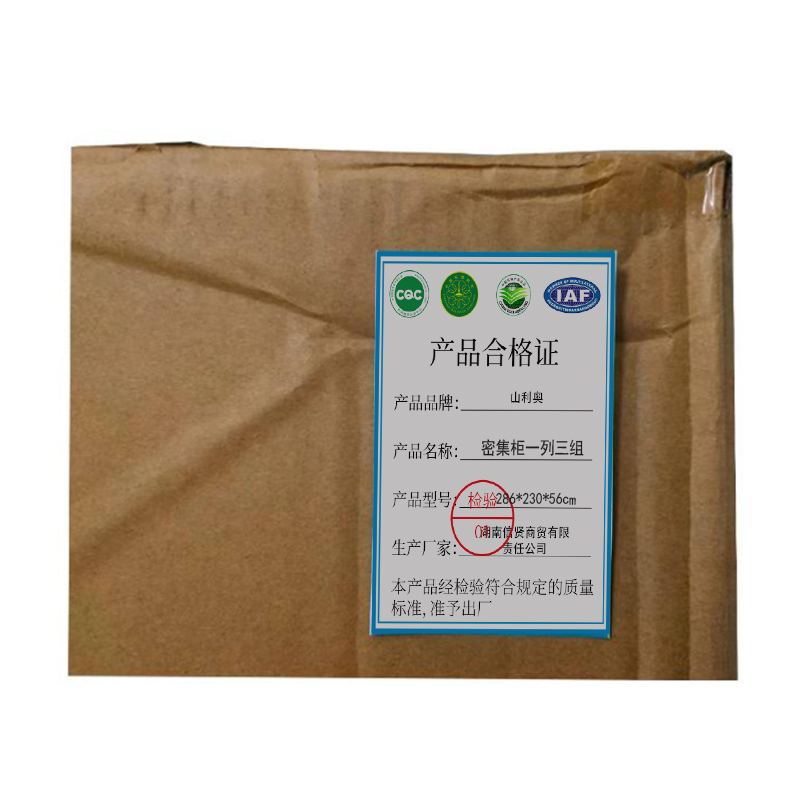 CQC
IAF
产品合格证
产品品牌: 山利奥
产品名称: 密集柜一列三组
产品型号: 286*230*56cm
检验
生产厂家: 湖南信贤商贸有限
责任公司
本产品经检验符合规定的质量
标准,准予出厂